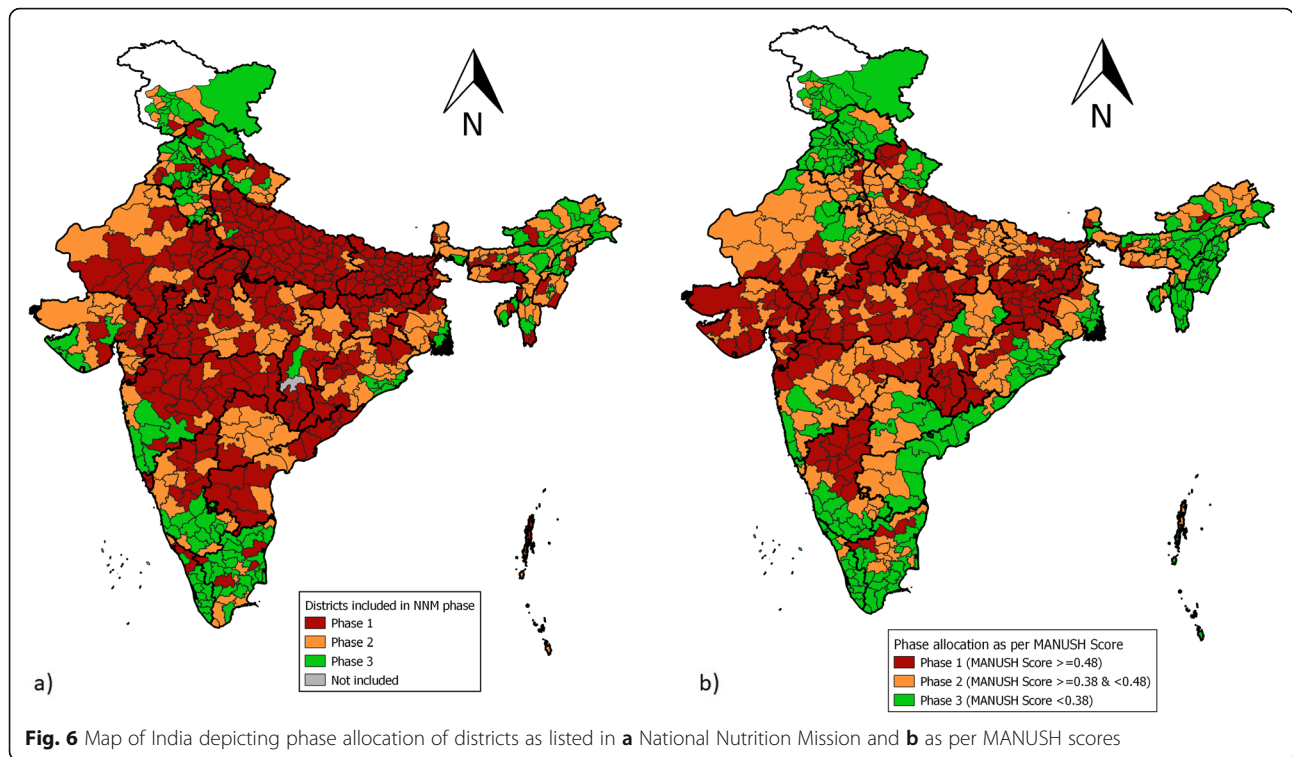 N
Districts included in NNM phase
Phase 1
Phase 2
Phase 3
Not included
a)
N
Phase allocation as per MANUSH Score
Phase 1 (MANUSH Score >=0.48)
Phase 2 (MANUSH Score >=0.38 & <0.48)
Phase 3 (MANUSH Score <0.38)
b)
Fig. 6 Map of India depicting phase allocation of districts as listed in a National Nutrition Mission and b as per MANUSH scores